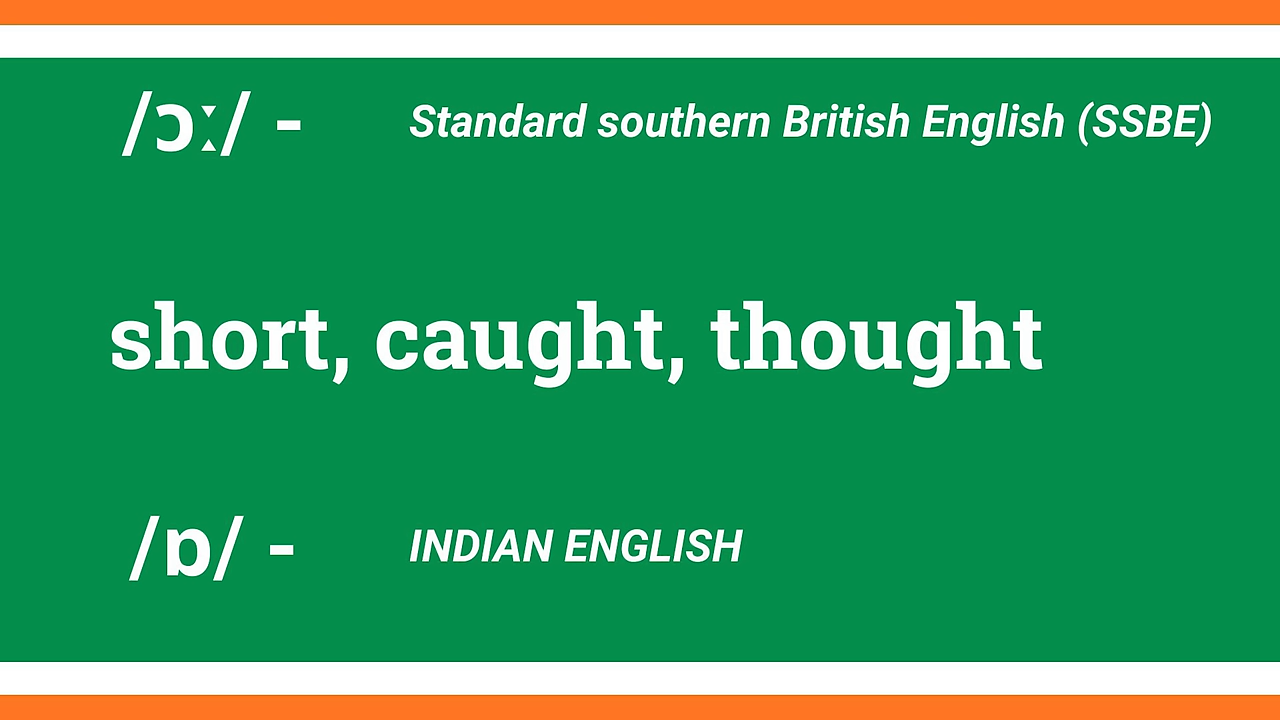 /ɔː/ - Standard southern British English (SSBE)
short, caught, thought
/ɒ/ - INDIAN ENGLISH